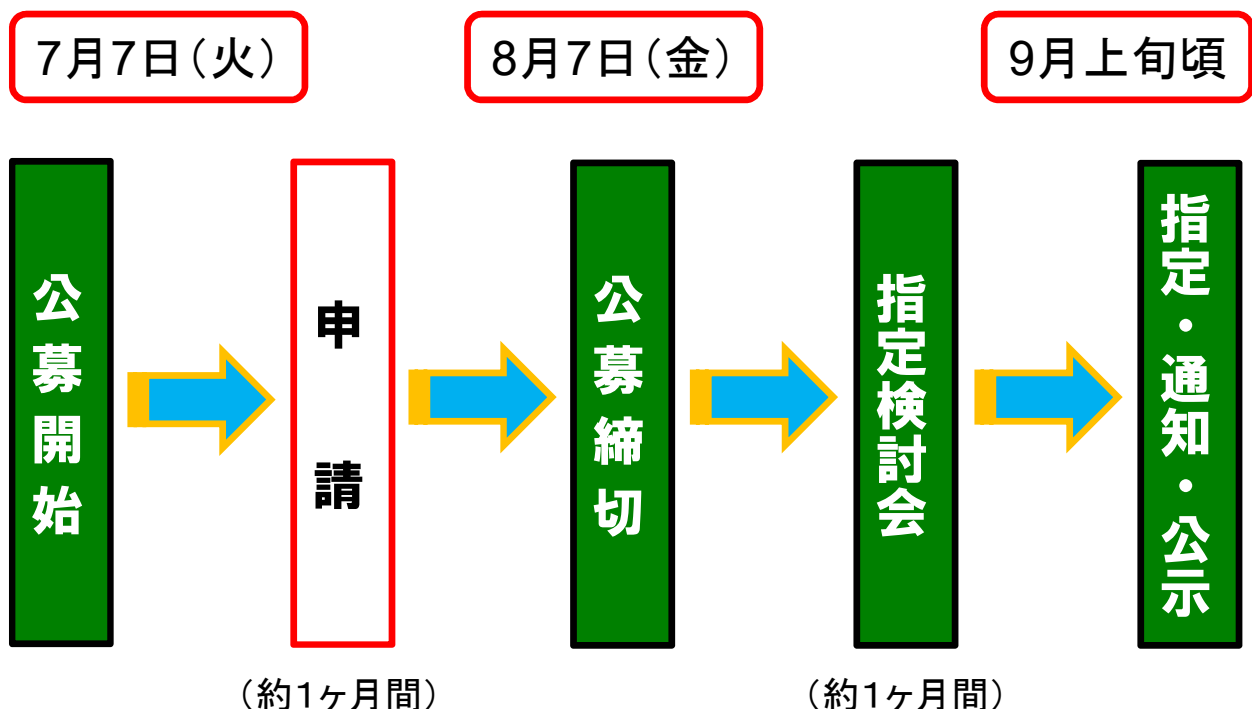 7月7日（火）
8月7日（金）
9月上旬頃
公募開始
申請
公募締切
指定検討会
指定・通知・公示
（約1ヶ月間）
（約1ヶ月間）